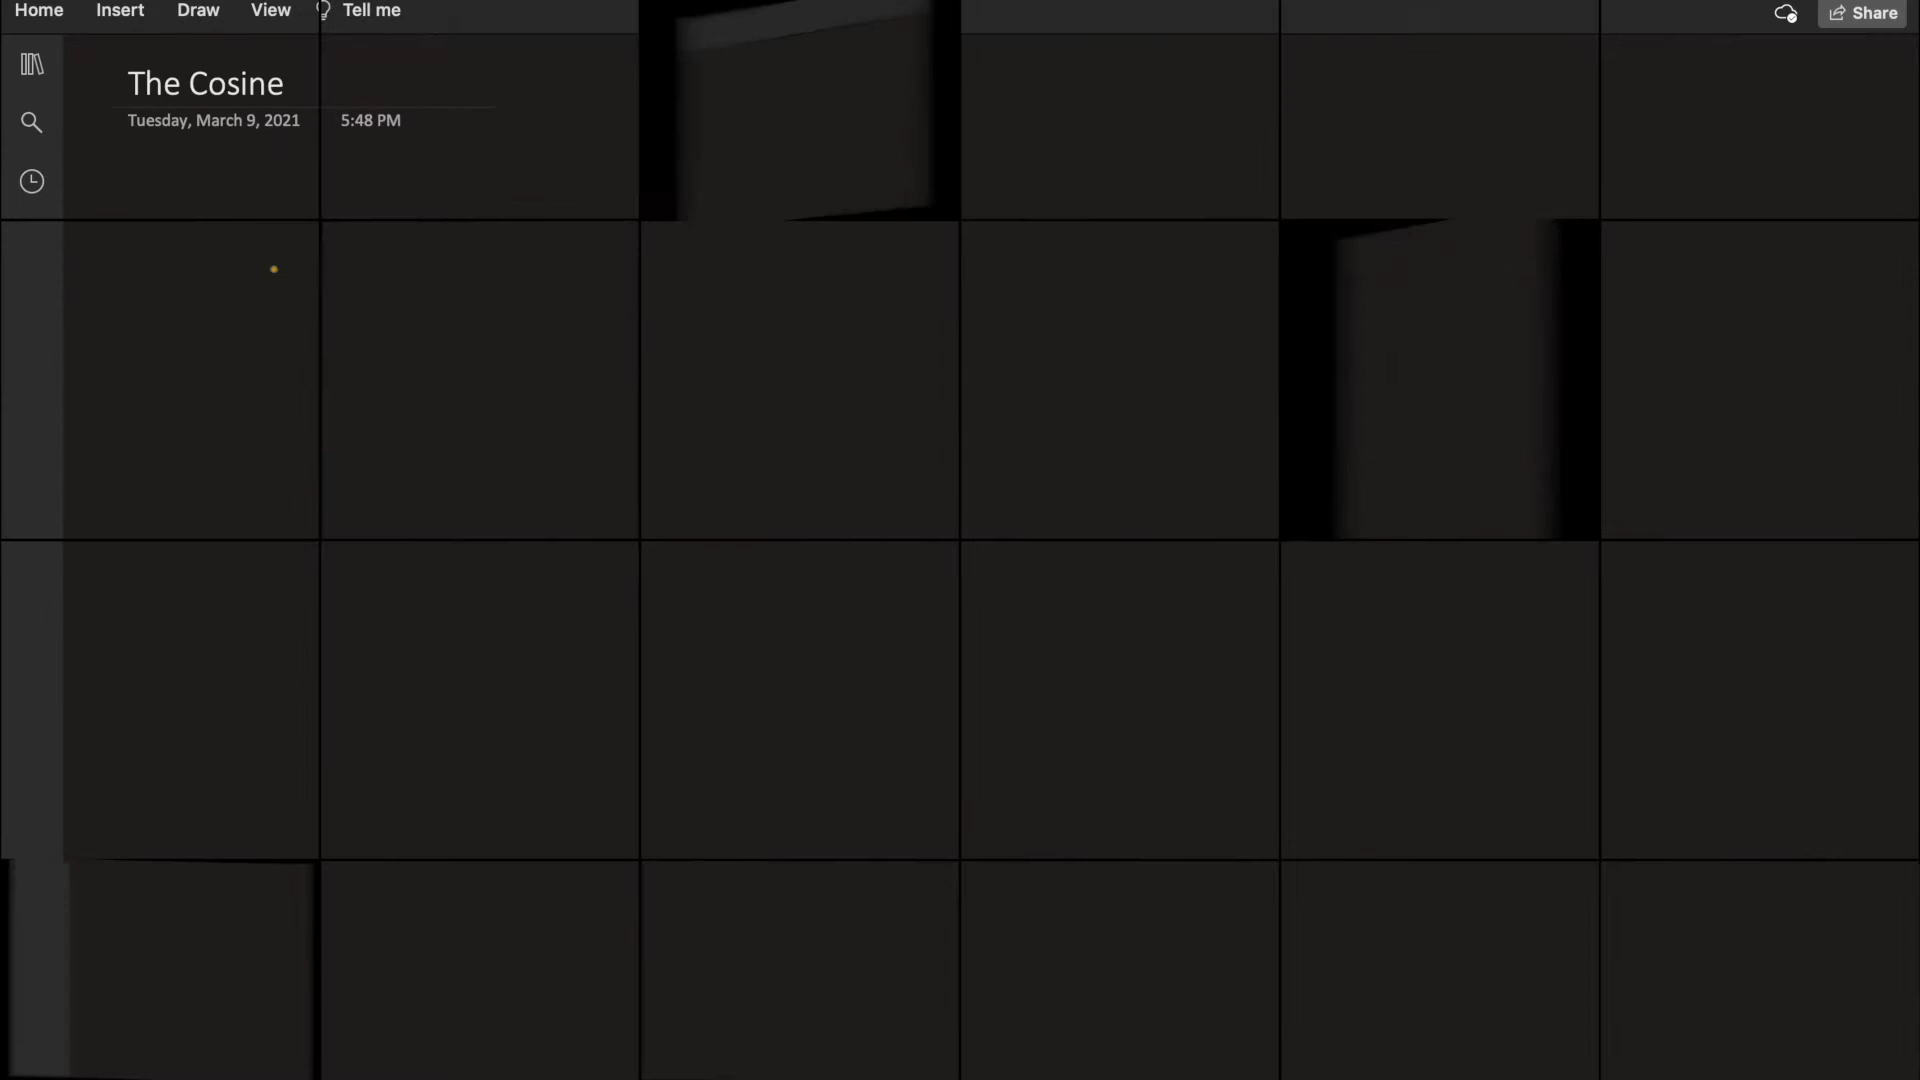 Home Insert Draw View Tell me Share
The Cosine
Tuesday, March 9, 2021 5:48 PM